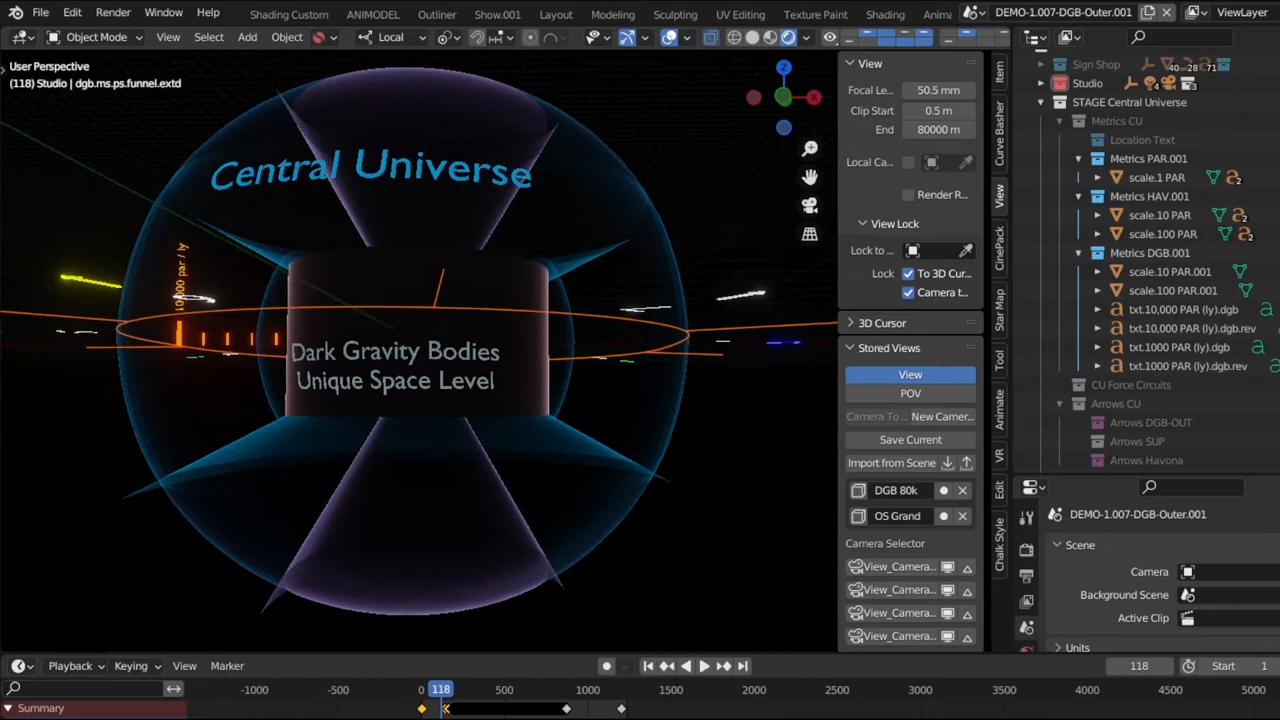 File Edit Render Window Help Shading Custom ANIMODEL Outliner Show.001 Layout Modeling Sculpting UV Editing Texture Paint Shading Anima DEMO-1.007-DGB-Outer.001 ViewLayer
Object Mode View Select Add Object Local
User Perspective
(118) Studio | dgb.ms.ps.funnel.extd
Z
X
Central Universe
Dark Gravity Bodies
Unique Space Level
View
Focal Le... 50.5 mm
Clip Start 0.5 m
End 80000 m
Local Ca...
Render R...
View Lock
Lock to
Lock To 3D Cur...
Camera t...
3D Cursor
Stored Views
View
POV
Camera To ... New Camer...
Save Current
Import from Scene
DGB 80k
OS Grand
Camera Selector
View_Camera...
View_Camera...
View_Camera...
View_Camera...
Item
Curve Basher
View
CinePack
Star Map
Tool
Animate
VR
Edit
Chalk Style
Sign Shop 40 28 71
Studio 4 3
STAGE Central Universe
Metrics CU
Location Text
Metrics PAR.001
scale.1 PAR 2
Metrics HAV.001
scale.10 PAR 2
scale.100 PAR 2
Metrics DGB.001
scale.10 PAR.001
scale.100 PAR.001
txt.10,000 PAR (ly).dgb
txt.10,000 PAR (ly).dgb.rev
txt.1000 PAR (ly).dgb
txt.1000 PAR (ly).dgb.rev
CU Force Circuits
Arrows CU
Arrows DGB-OUT
Arrows SUP
Arrows Havona
DEMO-1.007-DGB-Outer.001
Scene
Camera
Background Scene
Active Clip
Units
Playback Keying View Marker 118 Start 1
-1000 -500 0 118 500 1000 1500 2000 2500 3000 3500 4000 4500 5000
Summary